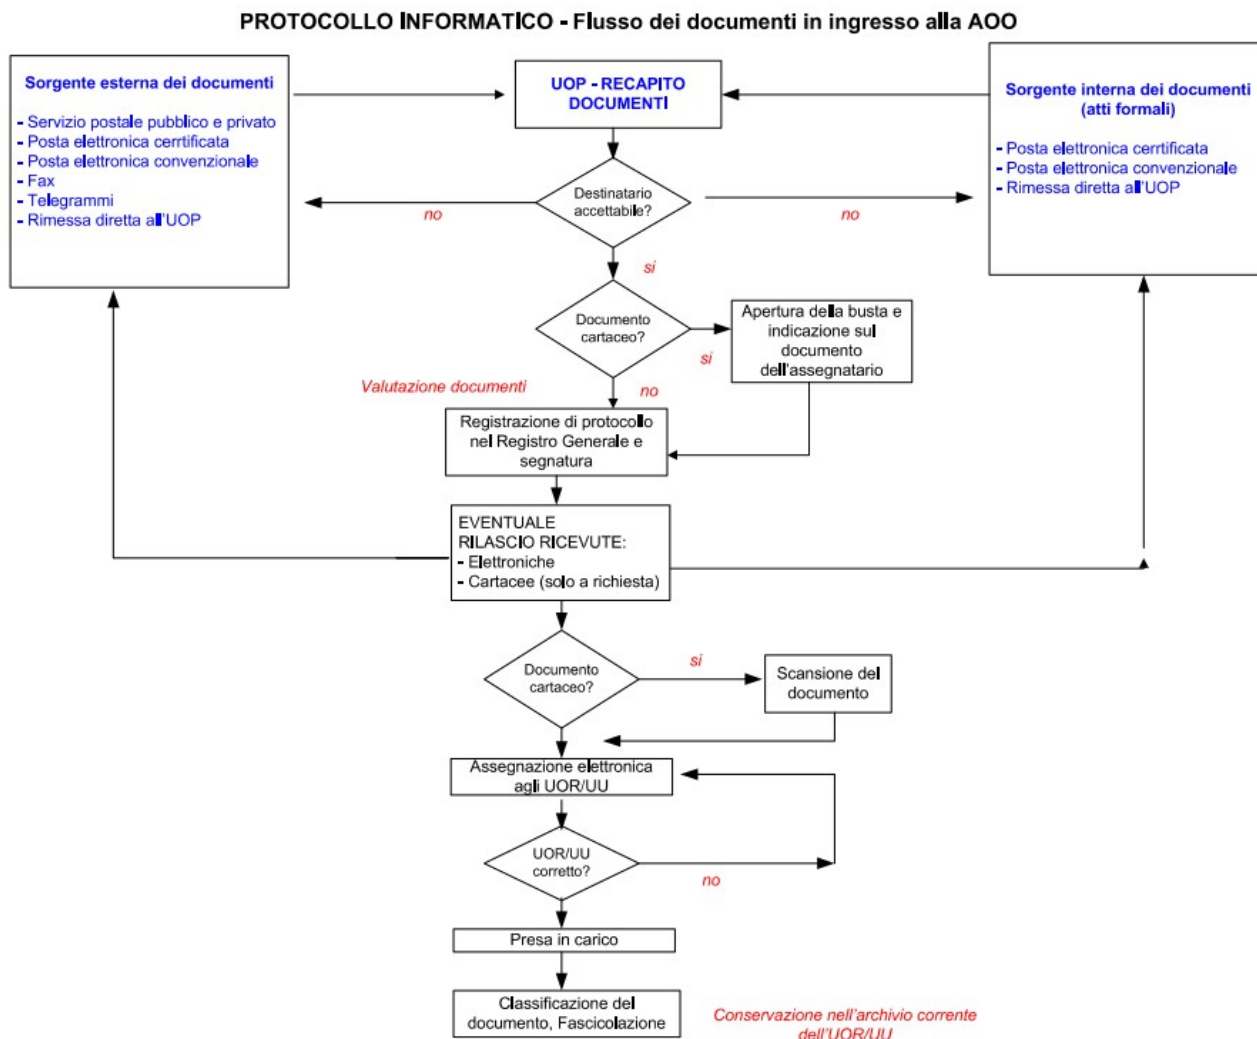 PROTOCOLLO INFORMATICO - Flusso dei documenti in ingresso alla AOO
Sorgente esterna dei documenti
- Servizio postale pubblico e privato
- Posta elettronica cerrtificata
- Posta elettronica convenzionale
- Fax
- Telegrammi
- Rimessa diretta all'UOP
UOP - RECAPITO
DOCUMENTI
Sorgente interna dei documenti
(atti formali)
- Posta elettronica cerrtificata
- Posta elettronica convenzionale
- Rimessa diretta all'UOP
Destinatario
accettabile?
no
no
si
Documento
cartaceo?
si
Apertura della busta e
indicazione sul
documento
dell'assegnatario
Valutazione documenti
no
Registrazione di protocollo
nel Registro Generale e
segnatura
EVENTUALE
RILASCIO RICEVUTE:
- Elettroniche
- Cartacee (solo a richiesta)
Documento
cartaceo?
si
Scansione del
documento
Assegnazione elettronica
agli UOR/UU
UOR/UU
corretto?
no
Presa in carico
Classificazione del
documento, Fascicolazione
Conservazione nell'archivio corrente
dell'UOR/UU